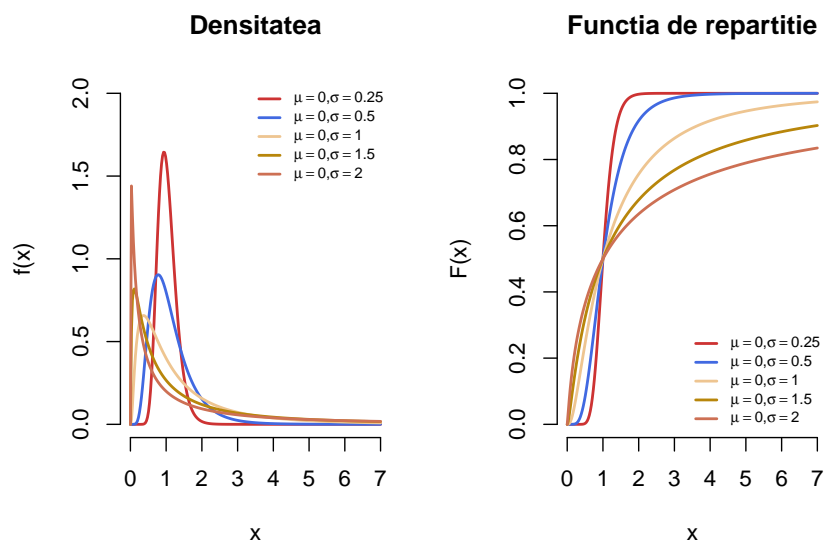 Densitatea
f(x)
2.0
1.5
1.0
0.5
0.0
μ = 0,σ = 0.25
μ = 0,σ = 0.5
μ = 0,σ = 1
μ = 0,σ = 1.5
μ = 0,σ = 2
0 1 2 3 4 5 6 7
x
Functia de repartitie
F(x)
1.0
0.8
0.6
0.4
0.2
0.0
μ = 0,σ = 0.25
μ = 0,σ = 0.5
μ = 0,σ = 1
μ = 0,σ = 1.5
μ = 0,σ = 2
0 1 2 3 4 5 6 7
x